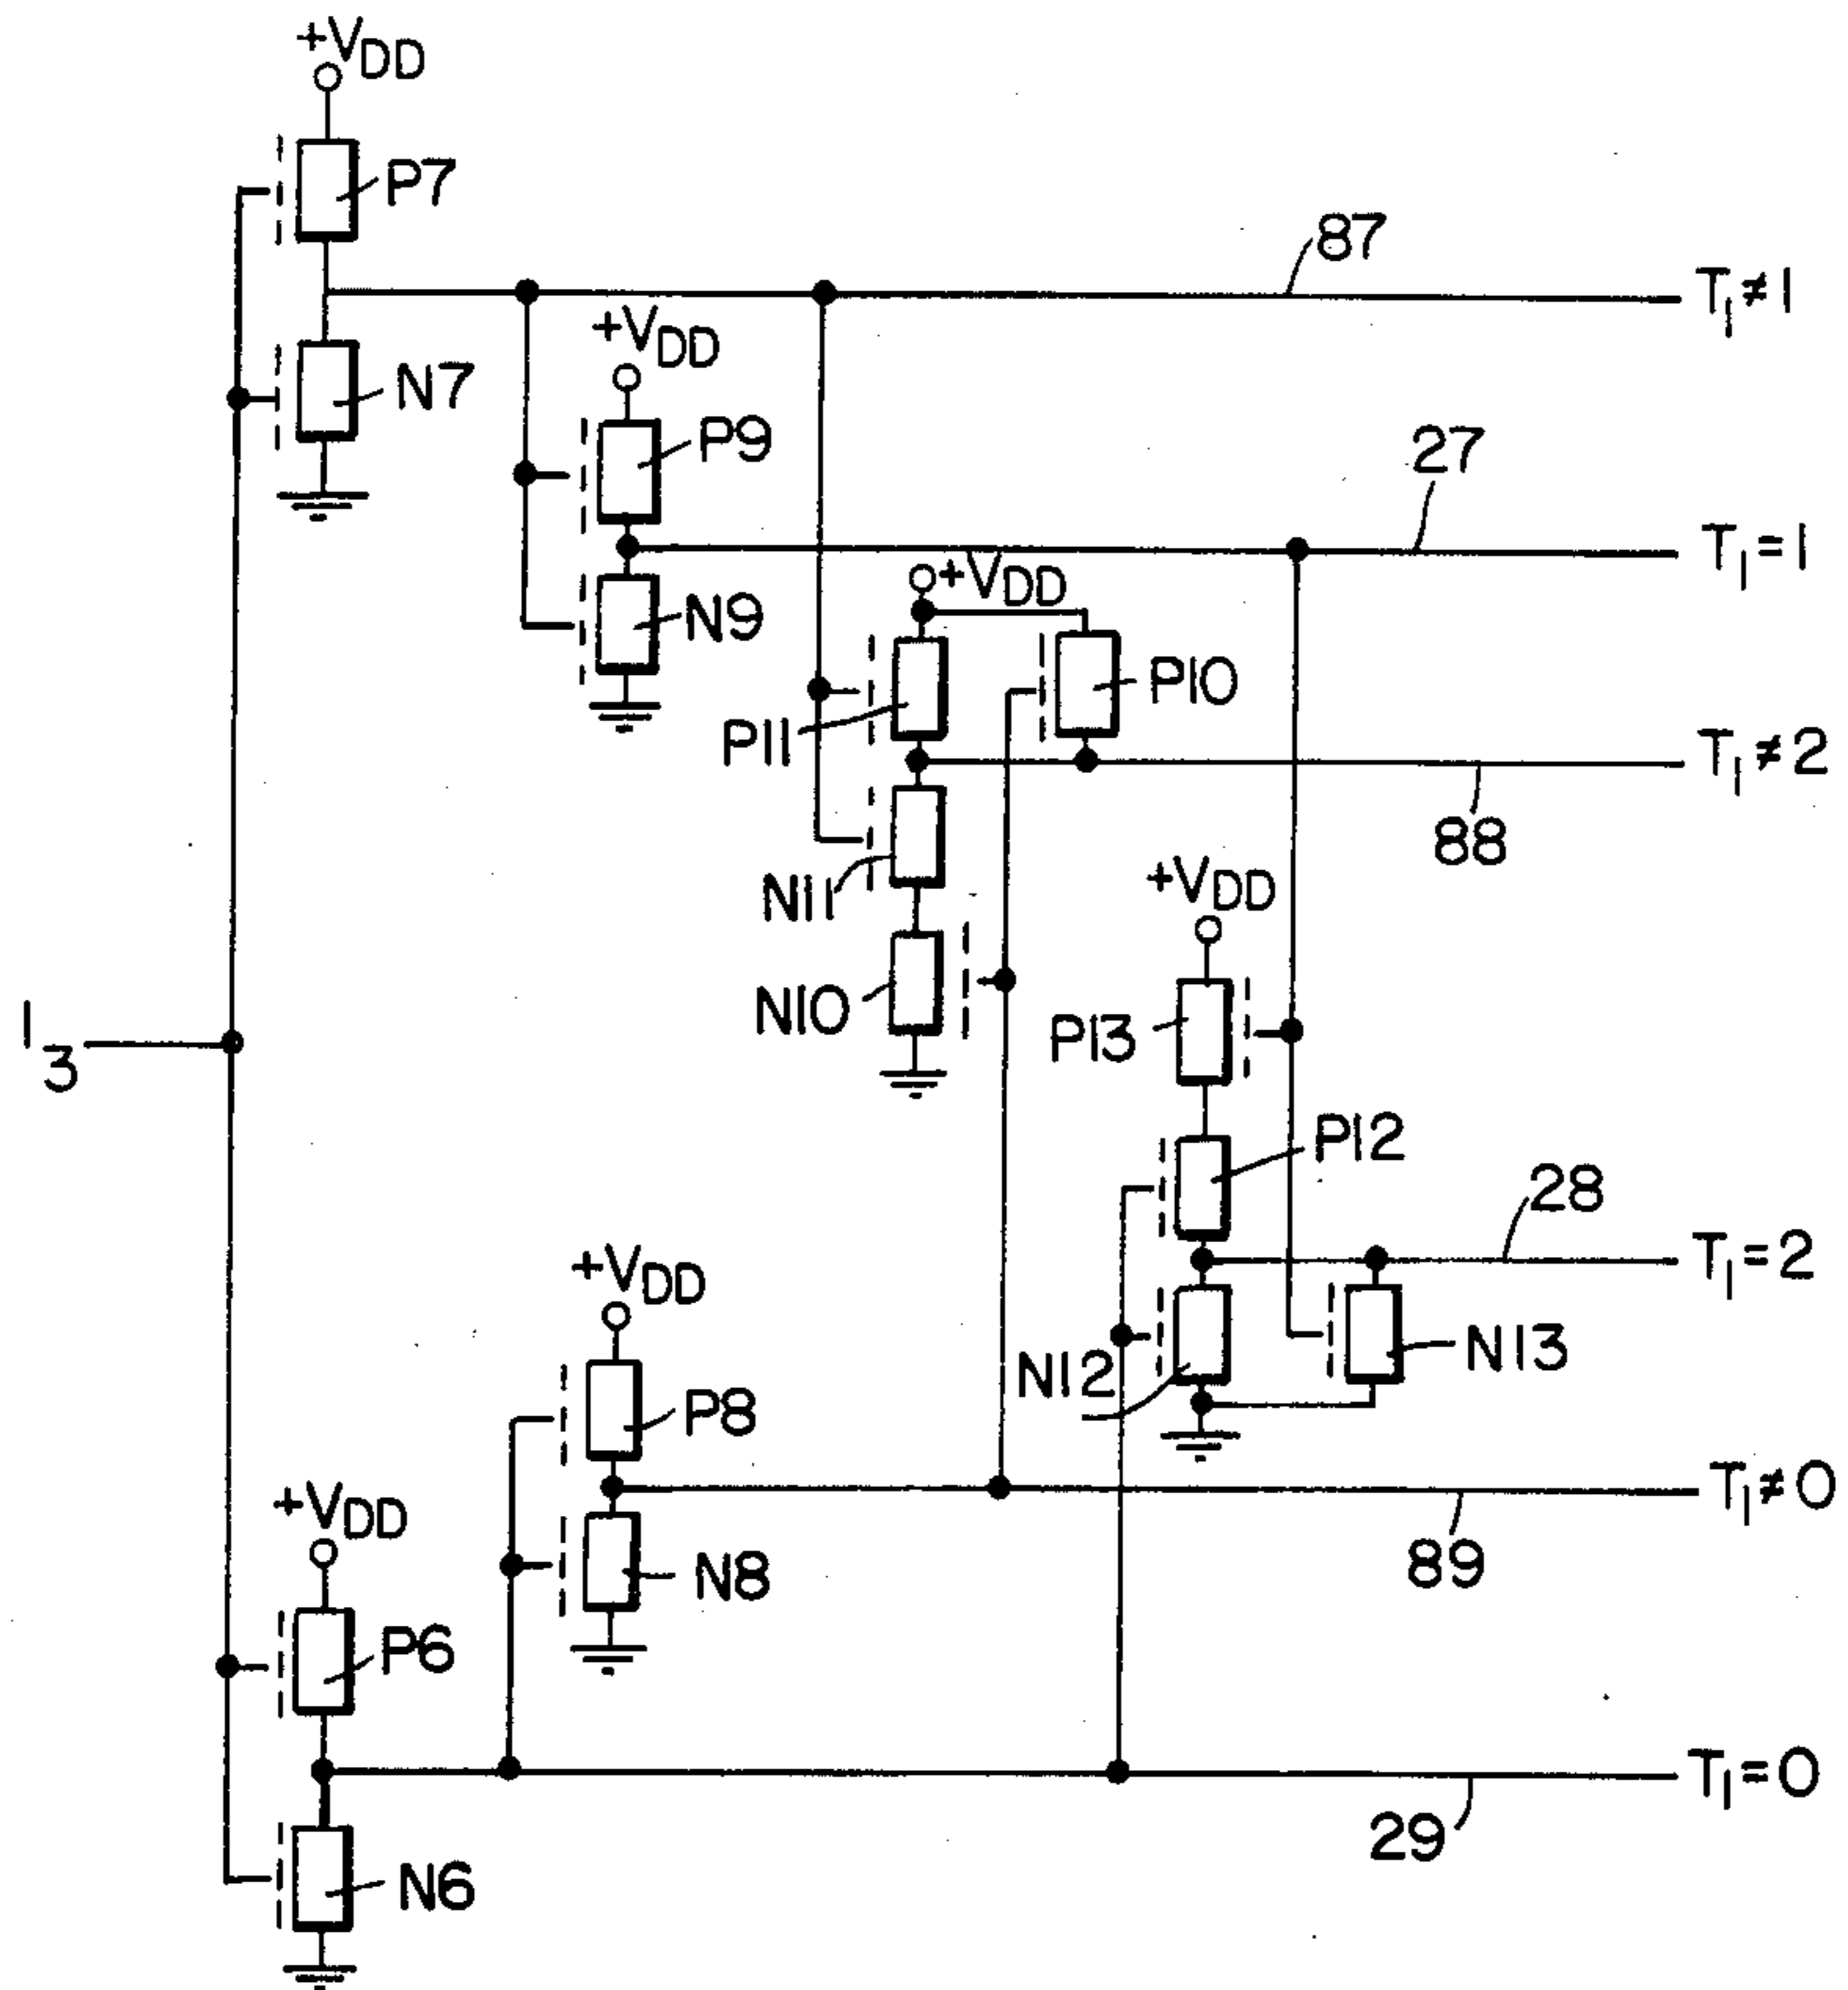 +VDD
P7
87
T1≠1
+VDD
N7
P9
27
T1=1
+VDD
N9
P10
P11
T1≠2
88
+VDD
N11
N10
P13
I3
P12
28
+VDD
T1=2
N12
N13
P8
+VDD
T1≠0
89
N8
P6
T1=0
29
N6